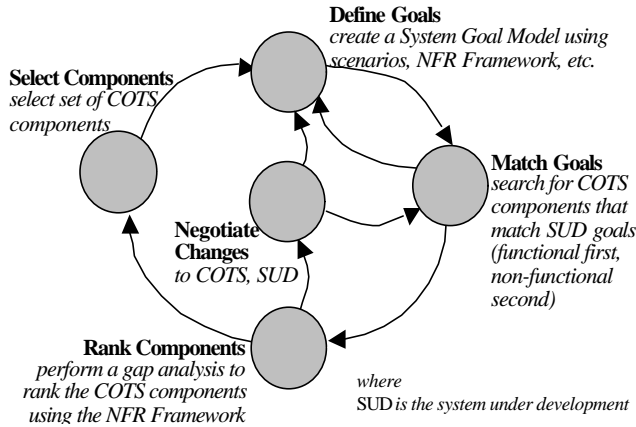 Define Goals
create a System Goal Model using
scenarios, NFR Framework, etc.
Select Components
select set of COTS
components
Match Goals
search for COTS
components that
match SUD goals
(functional first,
non-functional
second)
Negotiate
Changes
to COTS, SUD
Rank Components
perform a gap analysis to
rank the COTS components
using the NFR Framework
where
SUD is the system under development